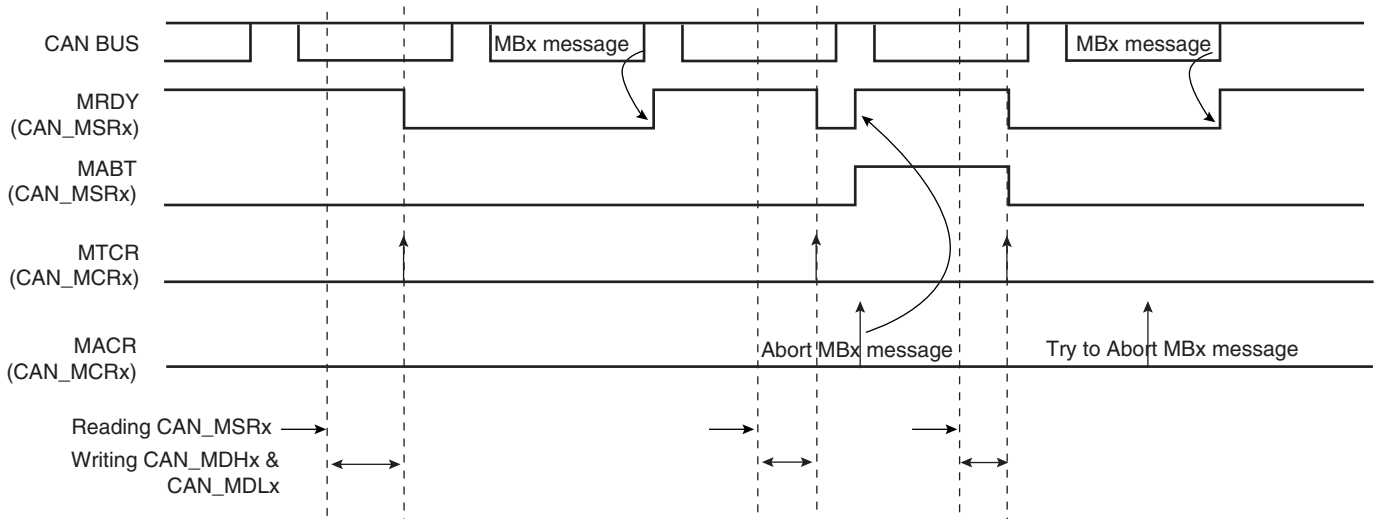 CAN BUS
MBx message
MBx message
MRDY
(CAN_MSRx)
MABT
(CAN_MSRx)
MTCR
(CAN_MCRx)
MACR
(CAN_MCRx)
Abort MBx message
Try to Abort MBx message
Reading CAN_MSRx
Writing CAN_MDHx &
CAN_MDLx